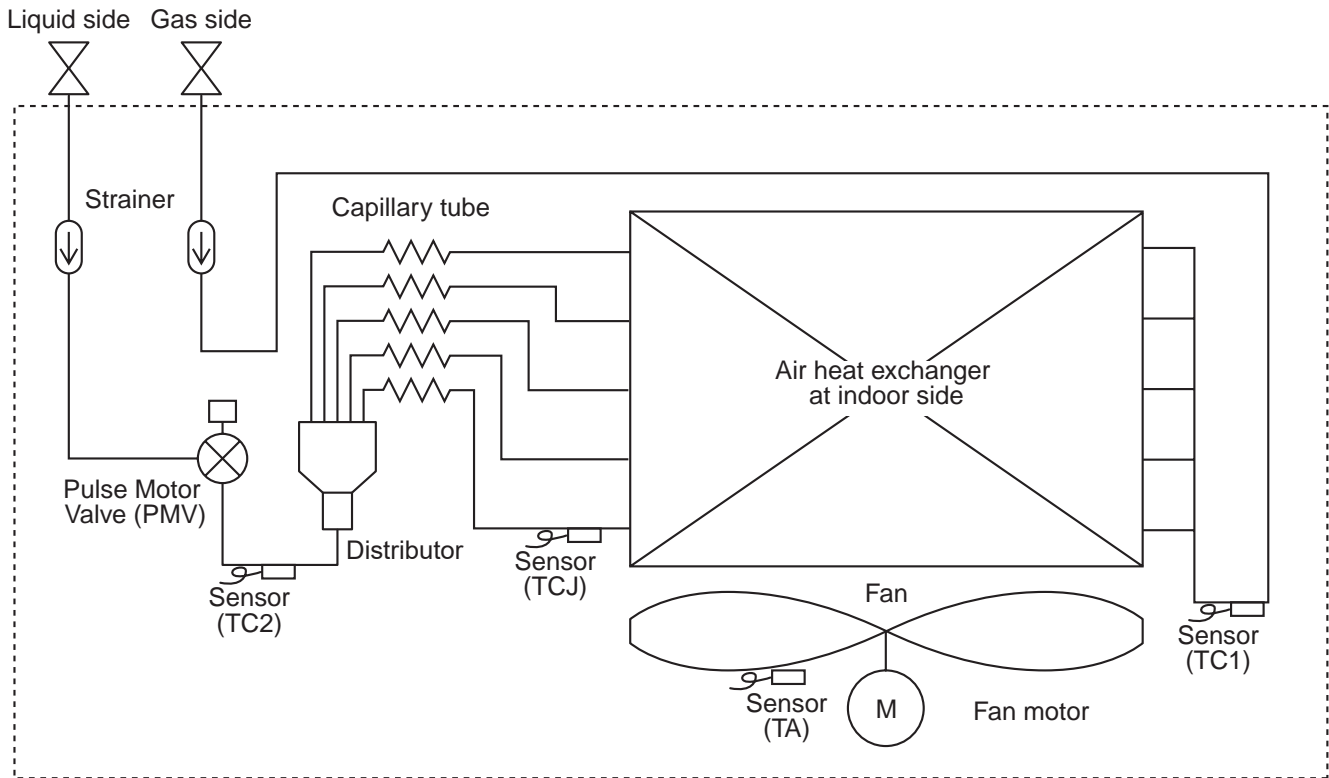 Liquid side
Gas side
Strainer
Capillary tube
Air heat exchanger
at indoor side
Pulse Motor
Valve (PMV)
Distributor
Sensor
(TCJ)
Sensor
(TC2)
Fan
Sensor
(TC1)
Sensor
(TA)
M
Fan motor